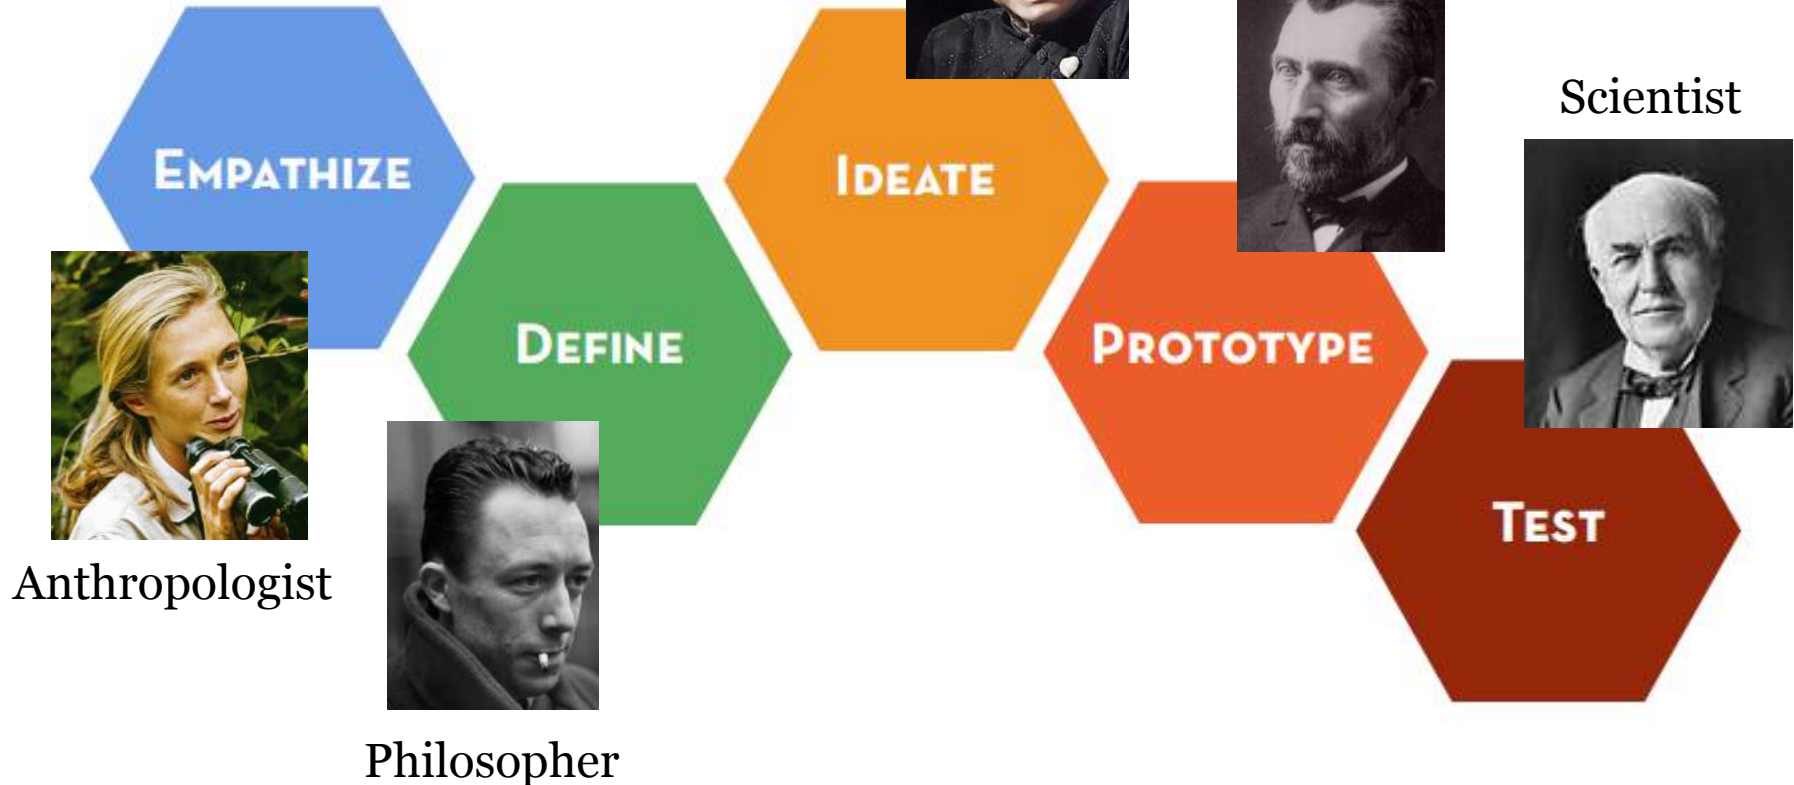 EMPATHIZE
DEFINE
IDEATE
PROTOTYPE
TEST
Anthropologist
Philosopher
Scientist